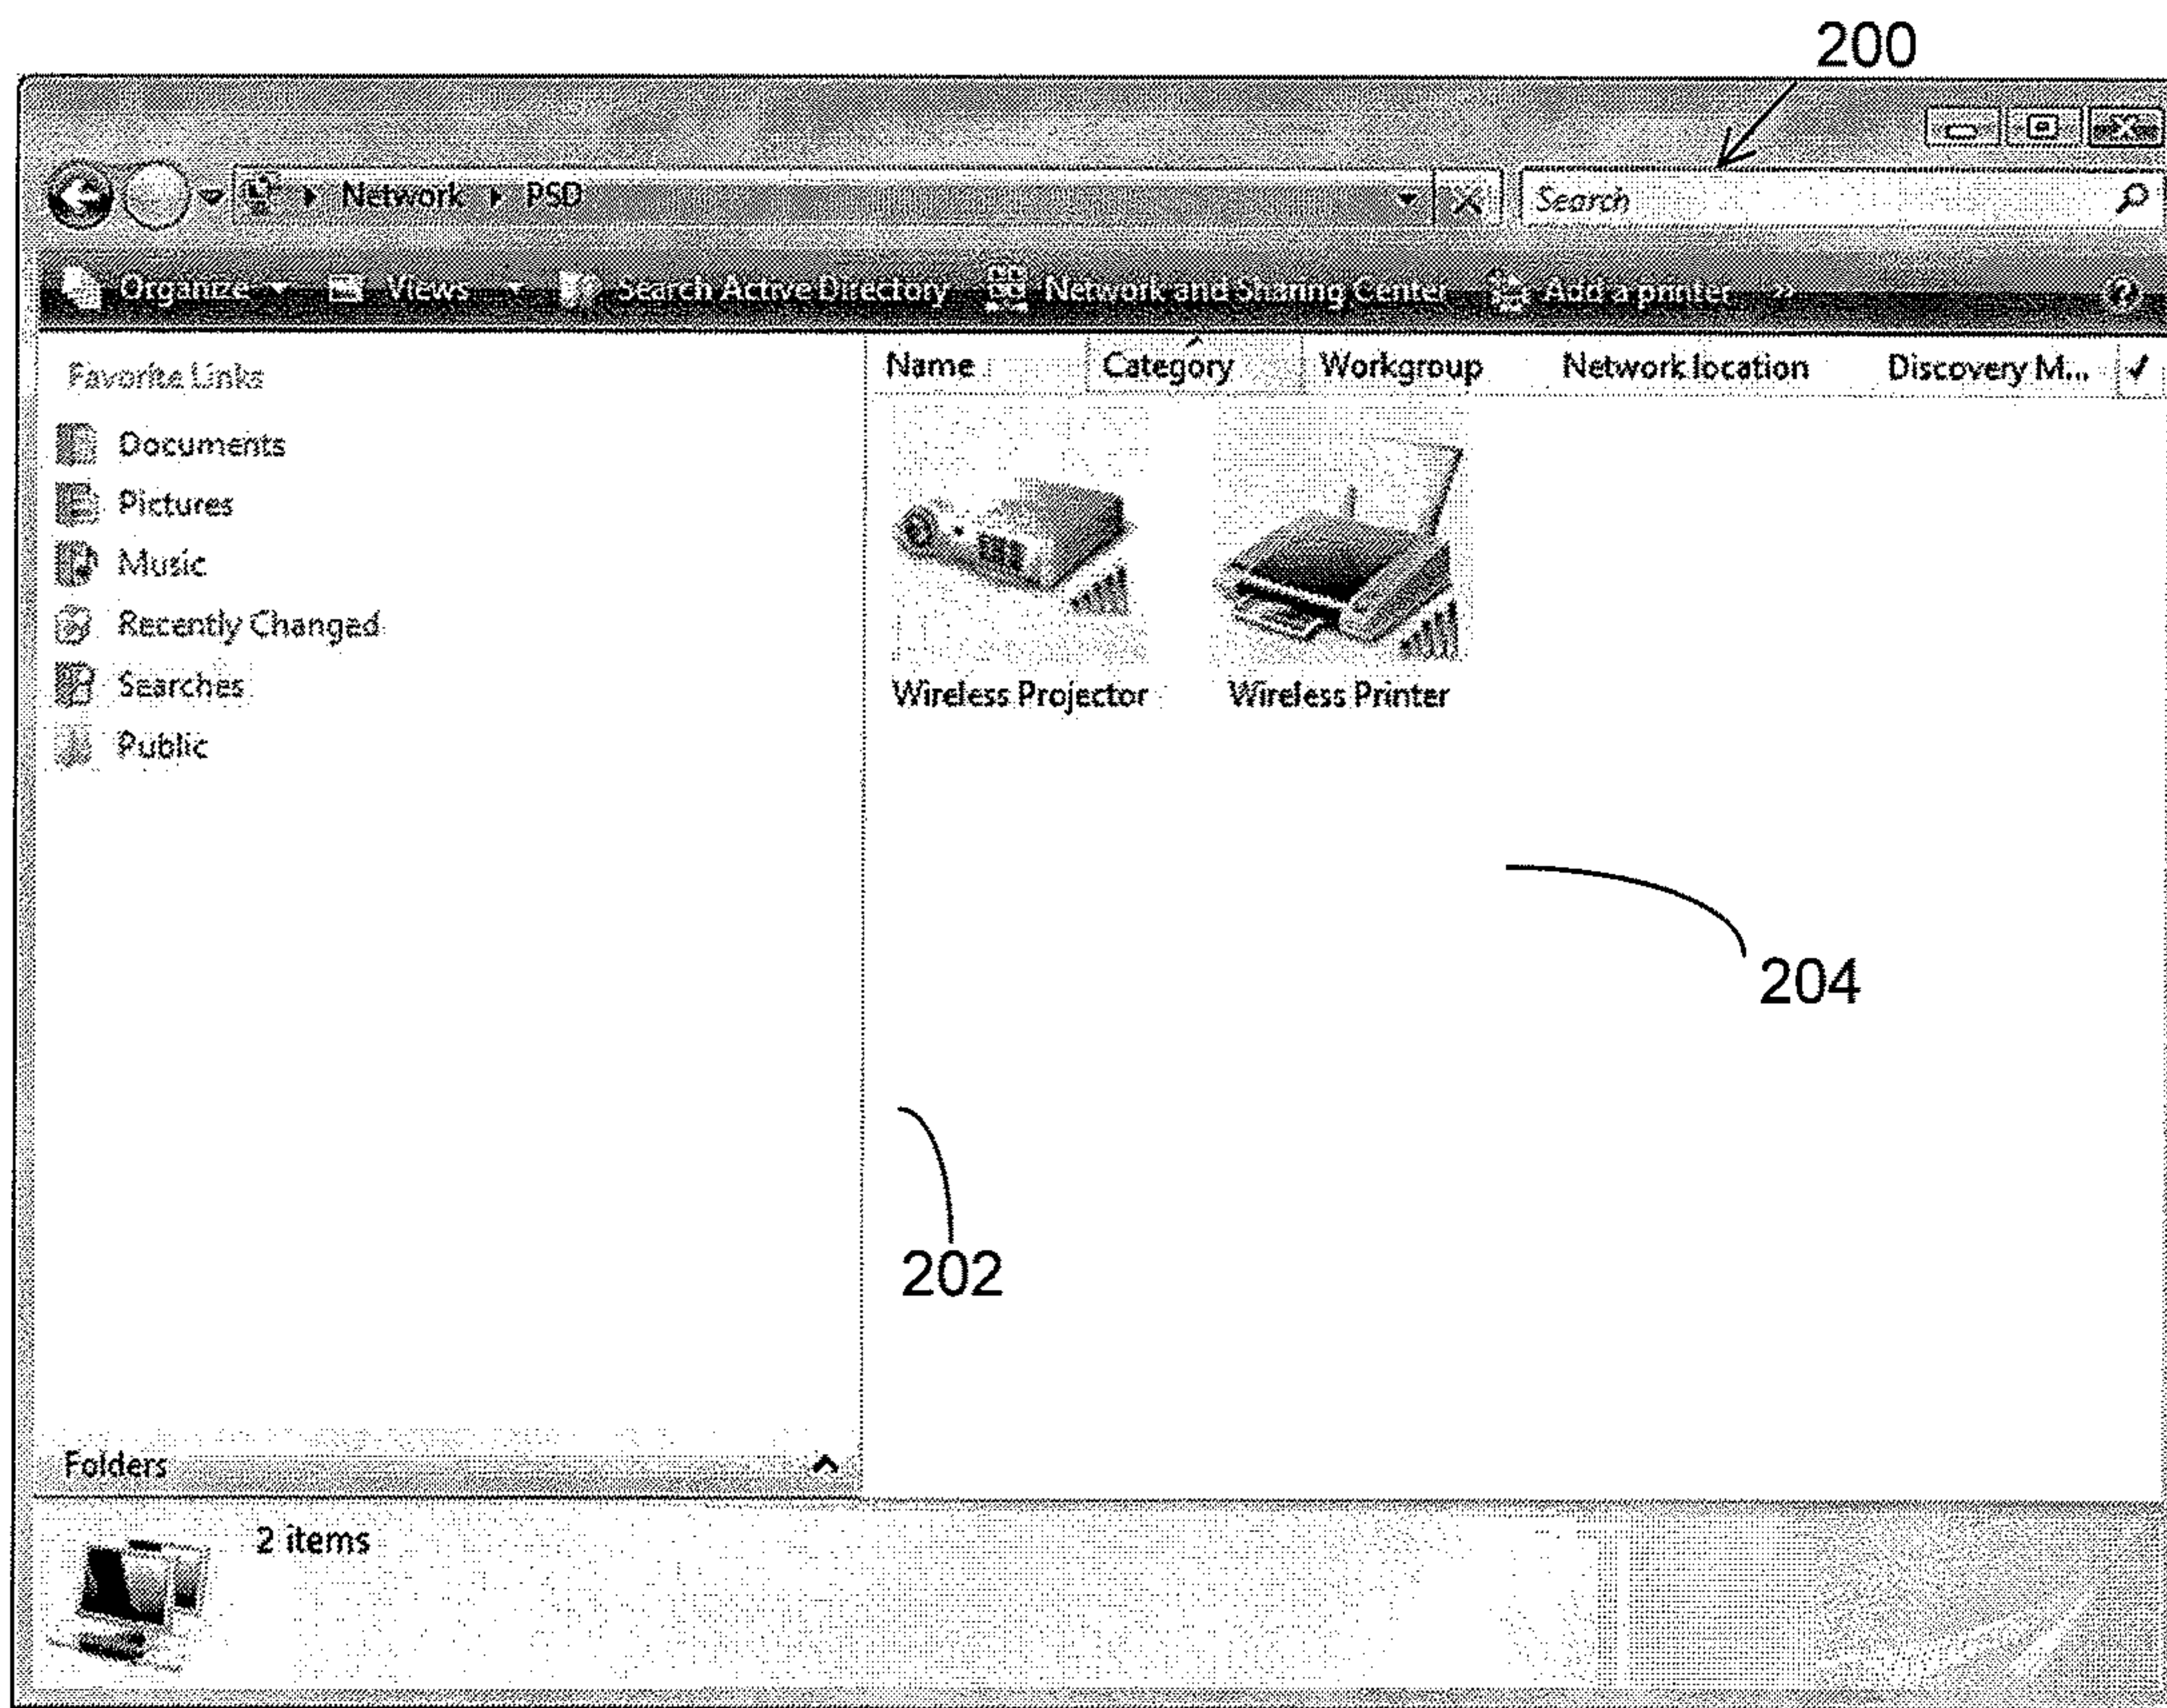 200
Network ▸ PSD
Search
Organize Views Search Active Directory Network and Sharing Center Add a printer »
Favorite Links
Documents
Pictures
Music
Recently Changed
Searches
Public
Name Category Workgroup Network location Discovery M...
Wireless Projector Wireless Printer
204
202
Folders
2 items